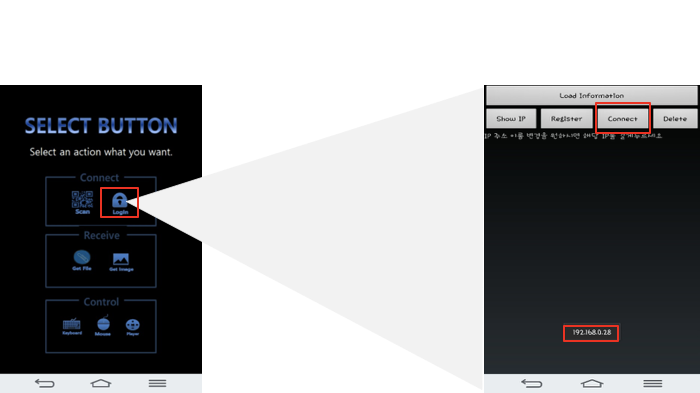 SELECT BUTTON
Select an action what you want.
Connect
Scan
Login
Receive
Get File
Get Image
Control
Keyboard
Mouse
Player
Load Information
Show IP
Register
Connect
Delete
IP 주소 이름 변경을 원하시면 해당 IP를 길게누르세요
192.168.0.28